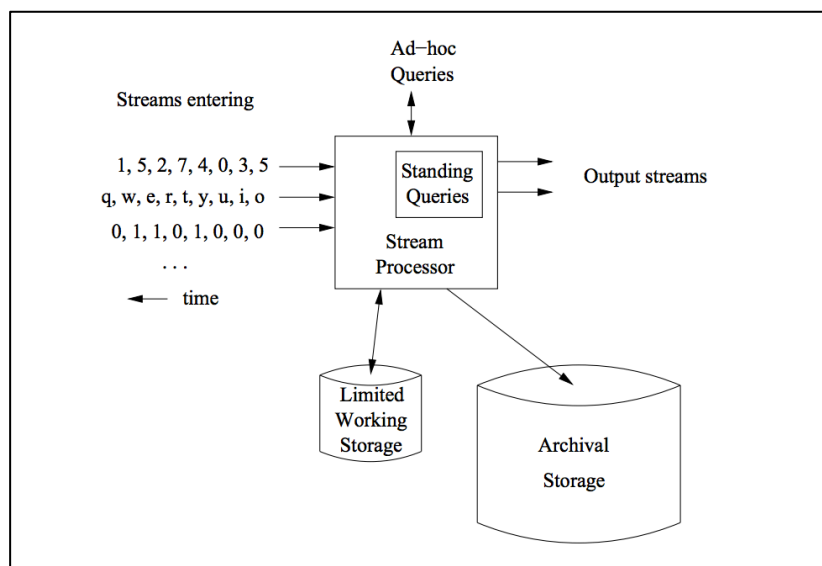 Ad-hoc
Queries
Streams entering
1, 5, 2, 7, 4, 0, 3, 5
q, w, e, r, t, y, u, i, o
0, 1, 1, 0, 1, 0, 0, 0
. . .
time
Standing
Queries
Stream
Processor
Output streams
Limited
Working
Storage
Archival
Storage